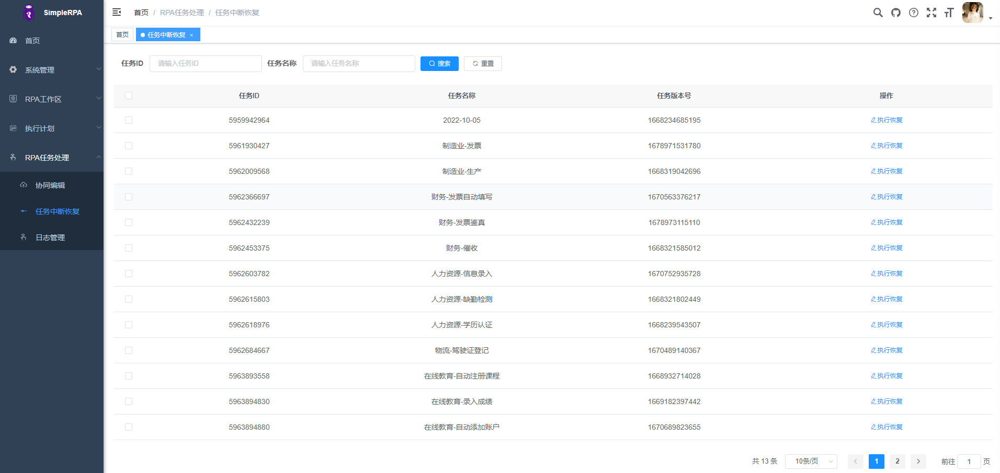 SimpleRPA
首页 / RPA任务处理 / 任务中断恢复
首页
系统管理
RPA工作区
执行计划
RPA任务处理
协同编辑
任务中断恢复
日志管理
首页 任务中断恢复 ×
任务ID 请输入任务ID 任务名称 请输入任务名称 搜索 重置
任务ID 任务名称 任务版本号 操作
5959942964 2022-10-05 1668234685195 执行恢复
5961930427 制造业-发票 1678971531780 执行恢复
5962009568 制造业-生产 1668319042696 执行恢复
5962366697 财务-发票自动填写 1670563376217 执行恢复
5962432239 财务-发票鉴真 1678973115110 执行恢复
5962453375 财务-催收 1668321585012 执行恢复
5962603782 人力资源-信息录入 1670752935728 执行恢复
5962615803 人力资源-缺勤检测 1668321802449 执行恢复
5962618976 人力资源-学历认证 1668239543507 执行恢复
5962684667 物流-驾驶证登记 1670489140367 执行恢复
5963893558 在线教育-自动注册课程 1668932714028 执行恢复
5963894830 在线教育-录入成绩 1669182397442 执行恢复
5963894880 在线教育-自动添加账户 1670689823655 执行恢复
共 13 条 10条/页 1 2 前往 1 页